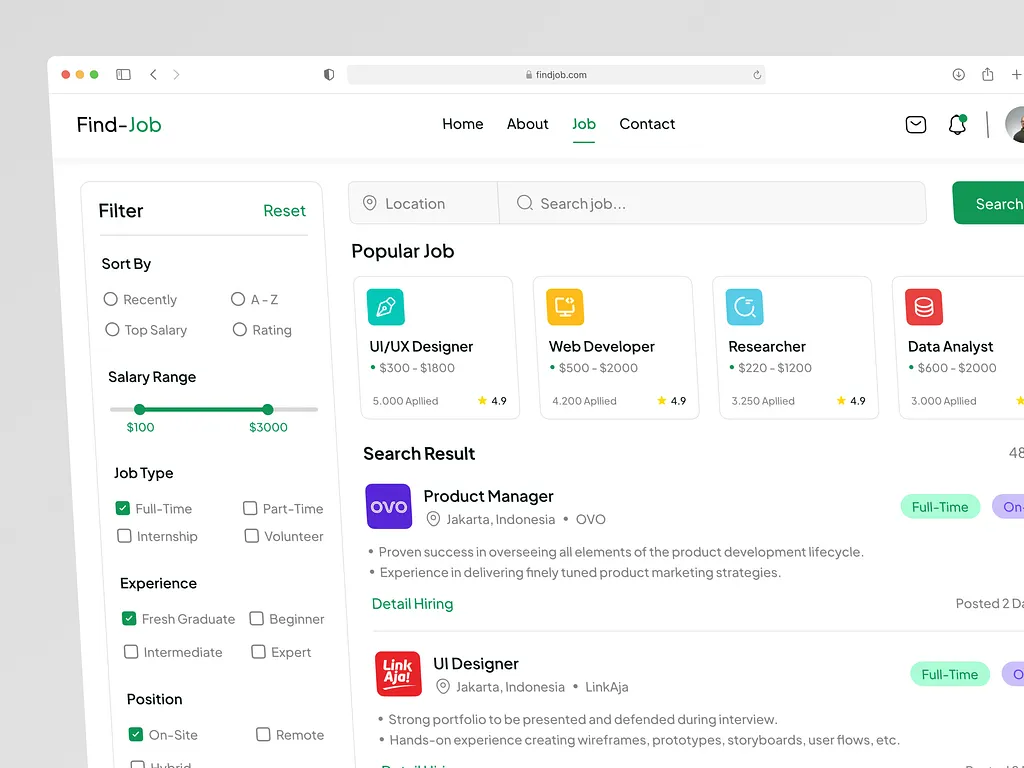 findjob.com
Find-Job
Home About Job Contact
Filter Reset
Location Search job... Search
Sort By
Recently A - Z
Top Salary Rating
Salary Range
$100 $3000
Job Type
Full-Time Part-Time
Internship Volunteer
Experience
Fresh Graduate Beginner
Intermediate Expert
Position
On-Site Remote
Hybrid
Popular Job
UI/UX Designer
• $300 - $1800
5.000 Apllied 4.9
Web Developer
• $500 - $2000
4.200 Apllied 4.9
Researcher
• $220 - $1200
3.250 Apllied 4.9
Data Analyst
• $600 - $2000
3.000 Apllied
Search Result 48
OVO
Product Manager
Jakarta, Indonesia • OVO
Full-Time On-
• Proven success in overseeing all elements of the product development lifecycle.
• Experience in delivering finely tuned product marketing strategies.
Detail Hiring Posted 2 Da
Link
Aja!
UI Designer
Jakarta, Indonesia • LinkAja
Full-Time O
• Strong portfolio to be presented and defended during interview.
• Hands-on experience creating wireframes, prototypes, storyboards, user flows, etc.